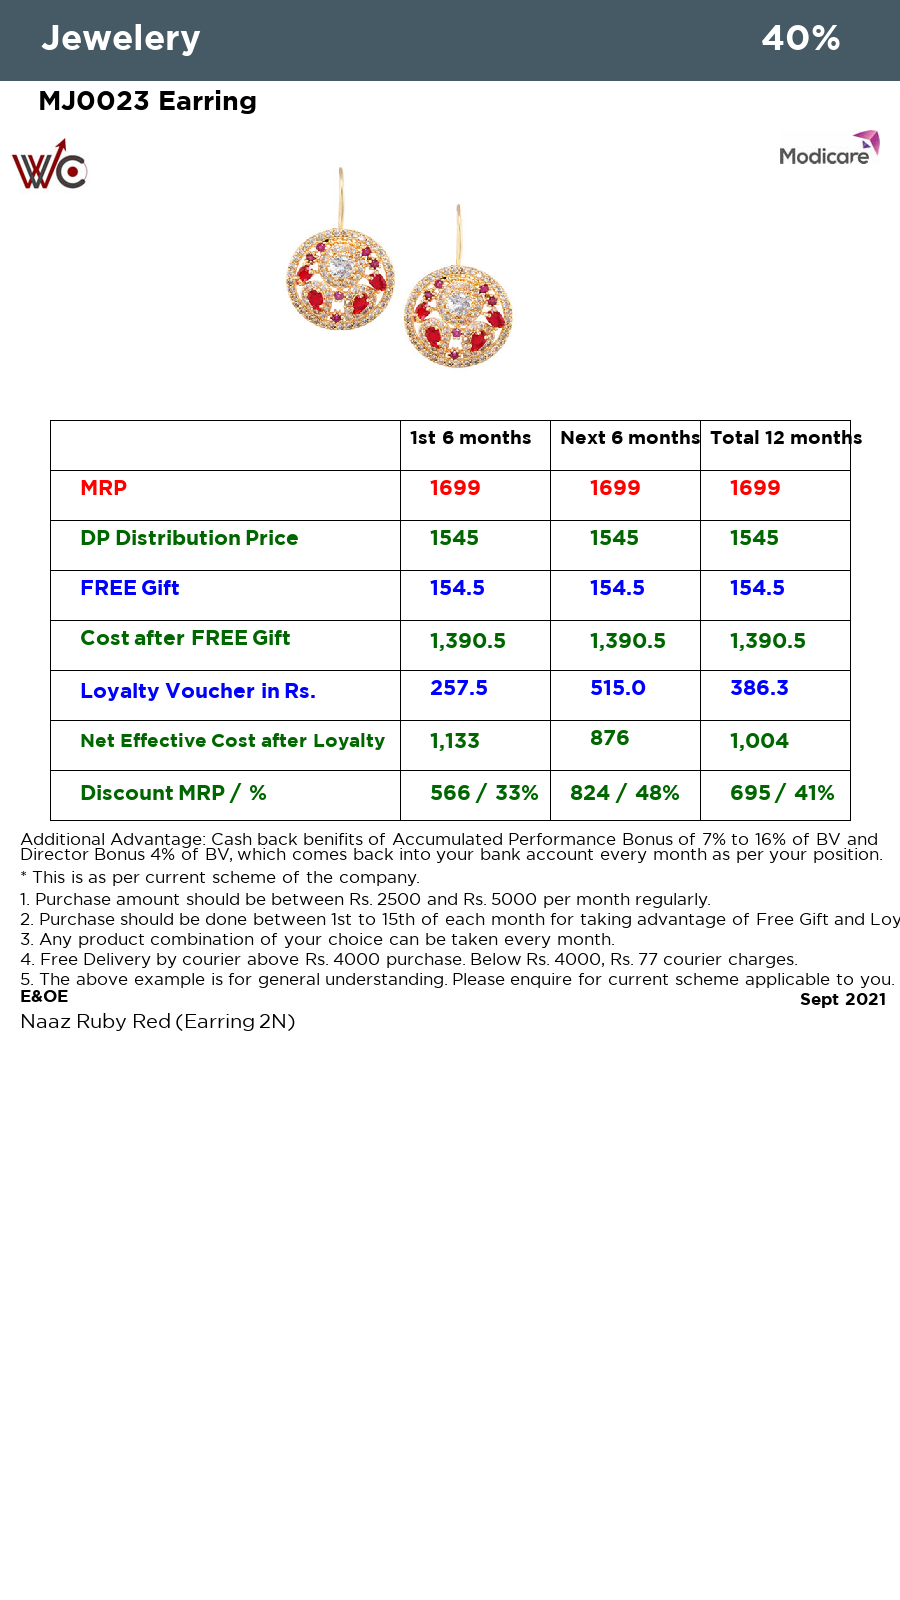 Jewelery 40%
MJ0023 Earring
WC
Modicare
1st 6 months Next 6 months Total 12 months
MRP 1699 1699 1699
DP Distribution Price 1545 1545 1545
FREE Gift 154.5 154.5 154.5
Cost after FREE Gift 1,390.5 1,390.5 1,390.5
Loyalty Voucher in Rs. 257.5 515.0 386.3
Net Effective Cost after Loyalty 1,133 876 1,004
Discount MRP / % 566 / 33% 824 / 48% 695 / 41%
Additional Advantage: Cash back benifits of Accumulated Performance Bonus of 7% to 16% of BV and
Director Bonus 4% of BV, which comes back into your bank account every month as per your position.
* This is as per current scheme of the company.
1. Purchase amount should be between Rs. 2500 and Rs. 5000 per month regularly.
2. Purchase should be done between 1st to 15th of each month for taking advantage of Free Gift and Loy
3. Any product combination of your choice can be taken every month.
4. Free Delivery by courier above Rs. 4000 purchase. Below Rs. 4000, Rs. 77 courier charges.
5. The above example is for general understanding. Please enquire for current scheme applicable to you.
E&OE Sept 2021
Naaz Ruby Red (Earring 2N)